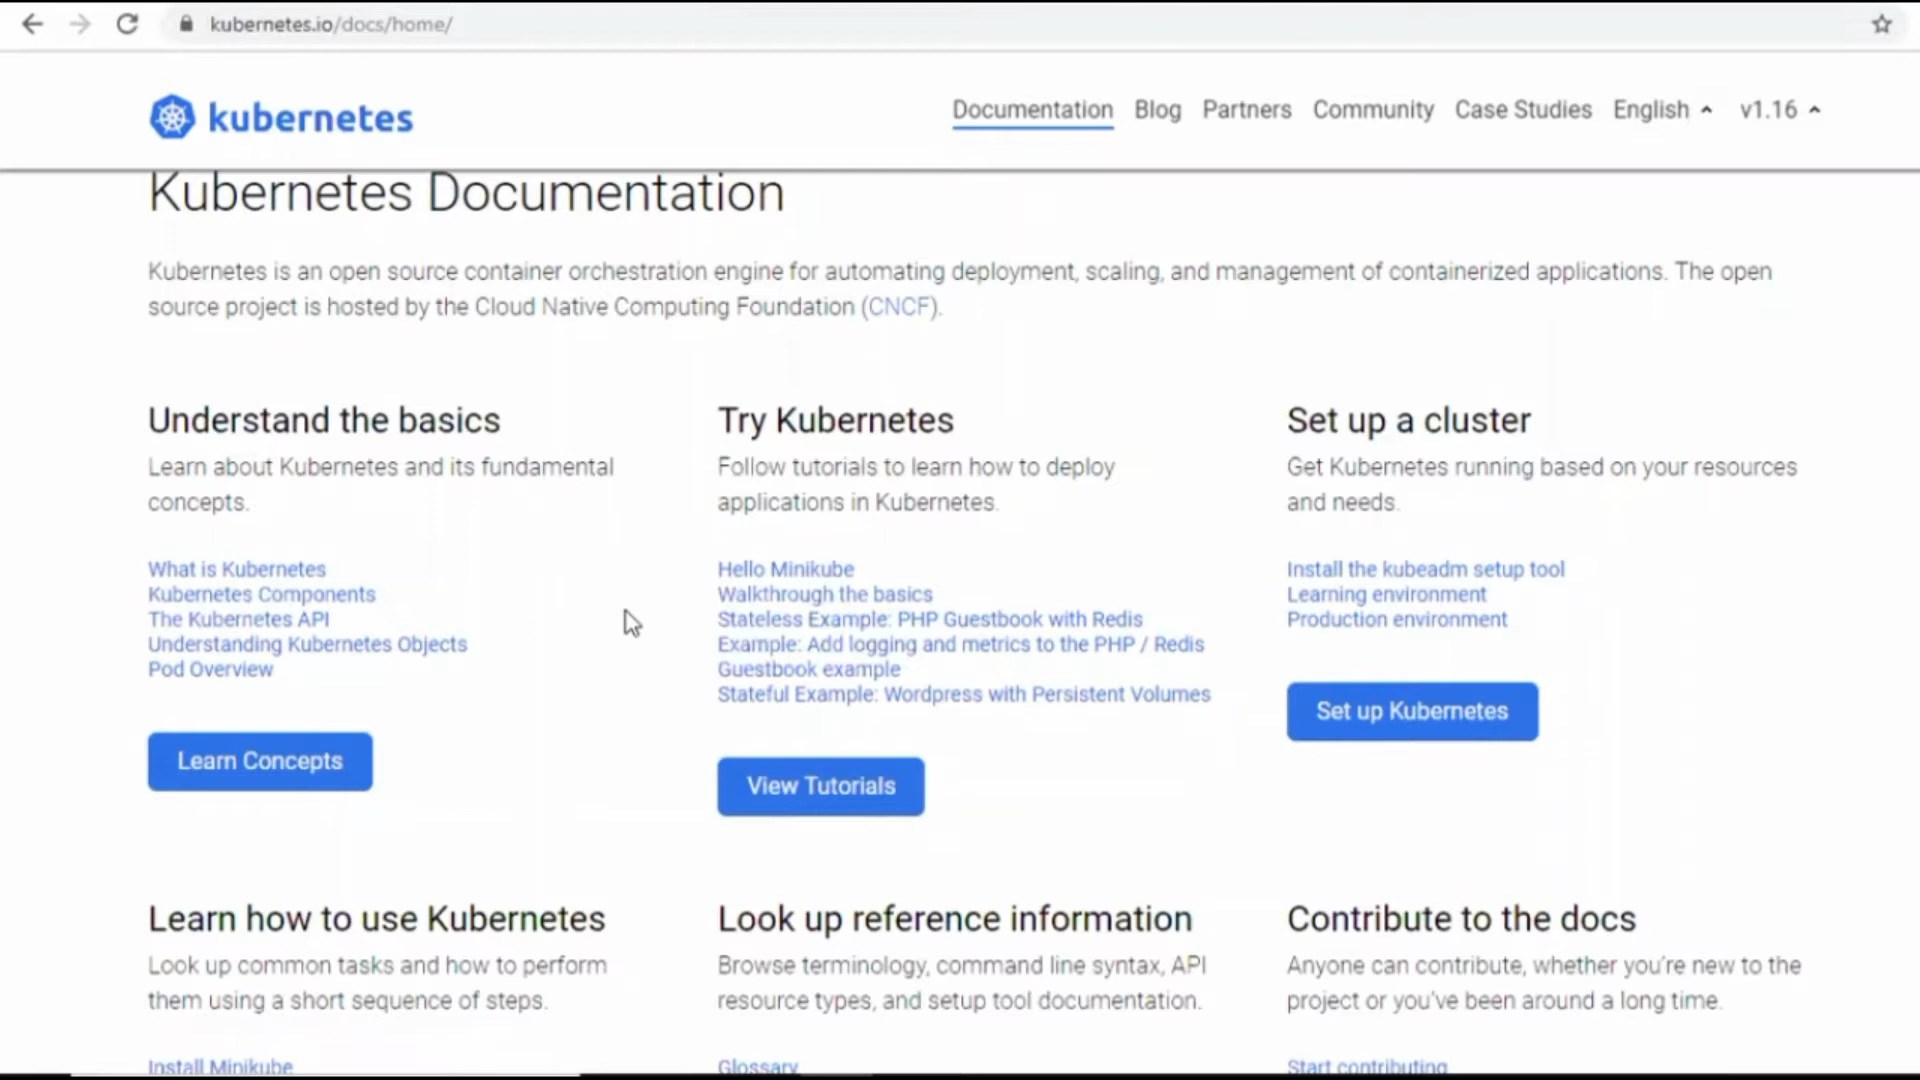 kubernetes.io/docs/home/
kubernetes
Documentation Blog Partners Community Case Studies English v1.16
Kubernetes Documentation
Kubernetes is an open source container orchestration engine for automating deployment, scaling, and management of containerized applications. The open
source project is hosted by the Cloud Native Computing Foundation (CNCF).
Understand the basics
Learn about Kubernetes and its fundamental
concepts.
What is Kubernetes
Kubernetes Components
The Kubernetes API
Understanding Kubernetes Objects
Pod Overview
Learn Concepts
Try Kubernetes
Follow tutorials to learn how to deploy
applications in Kubernetes.
Hello Minikube
Walkthrough the basics
Stateless Example: PHP Guestbook with Redis
Example: Add logging and metrics to the PHP / Redis
Guestbook example
Stateful Example: Wordpress with Persistent Volumes
View Tutorials
Set up a cluster
Get Kubernetes running based on your resources
and needs.
Install the kubeadm setup tool
Learning environment
Production environment
Set up Kubernetes
Learn how to use Kubernetes
Look up common tasks and how to perform
them using a short sequence of steps.
Install Minikube
Look up reference information
Browse terminology, command line syntax, API
resource types, and setup tool documentation.
Glossary
Contribute to the docs
Anyone can contribute, whether you're new to the
project or you've been around a long time.
Start contributing